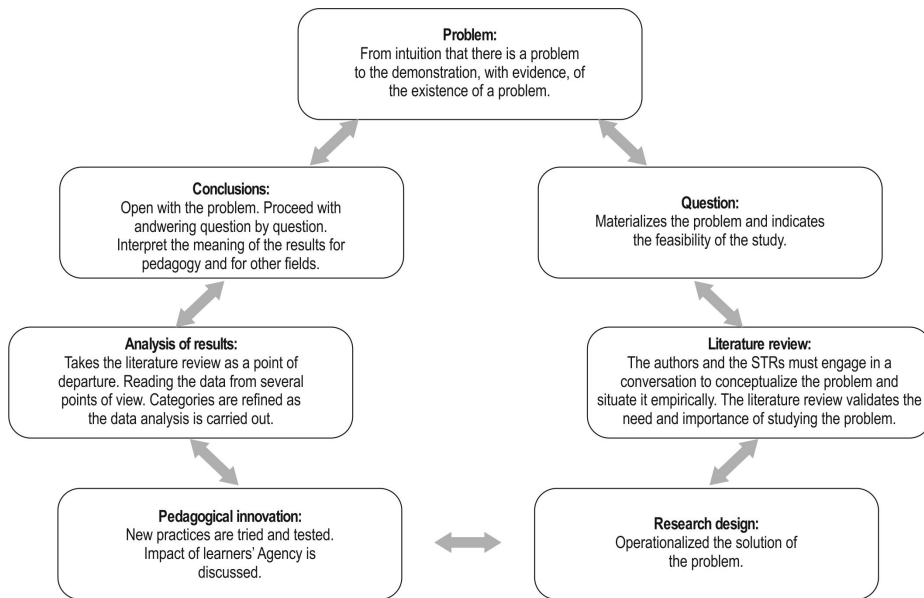 Problem:
From intuition that there is a problem
to the demonstration, with evidence, of
the existence of a problem.
Conclusions:
Open with the problem. Proceed with
andwering question by question.
Interpret the meaning of the results for
pedagogy and for other fields.
Question:
Materializes the problem and indicates
the feasibility of the study.
Analysis of results:
Takes the literature review as a point of
departure. Reading the data from several
points of view. Categories are refined as
the data analysis is carried out.
Literature review:
The authors and the STRs must engage in a
conversation to conceptualize the problem and
situate it empirically. The literature review validates the
need and importance of studying the problem.
Pedagogical innovation:
New practices are tried and tested.
Impact of learners' Agency is
discussed.
Research design:
Operationalized the solution of
the problem.